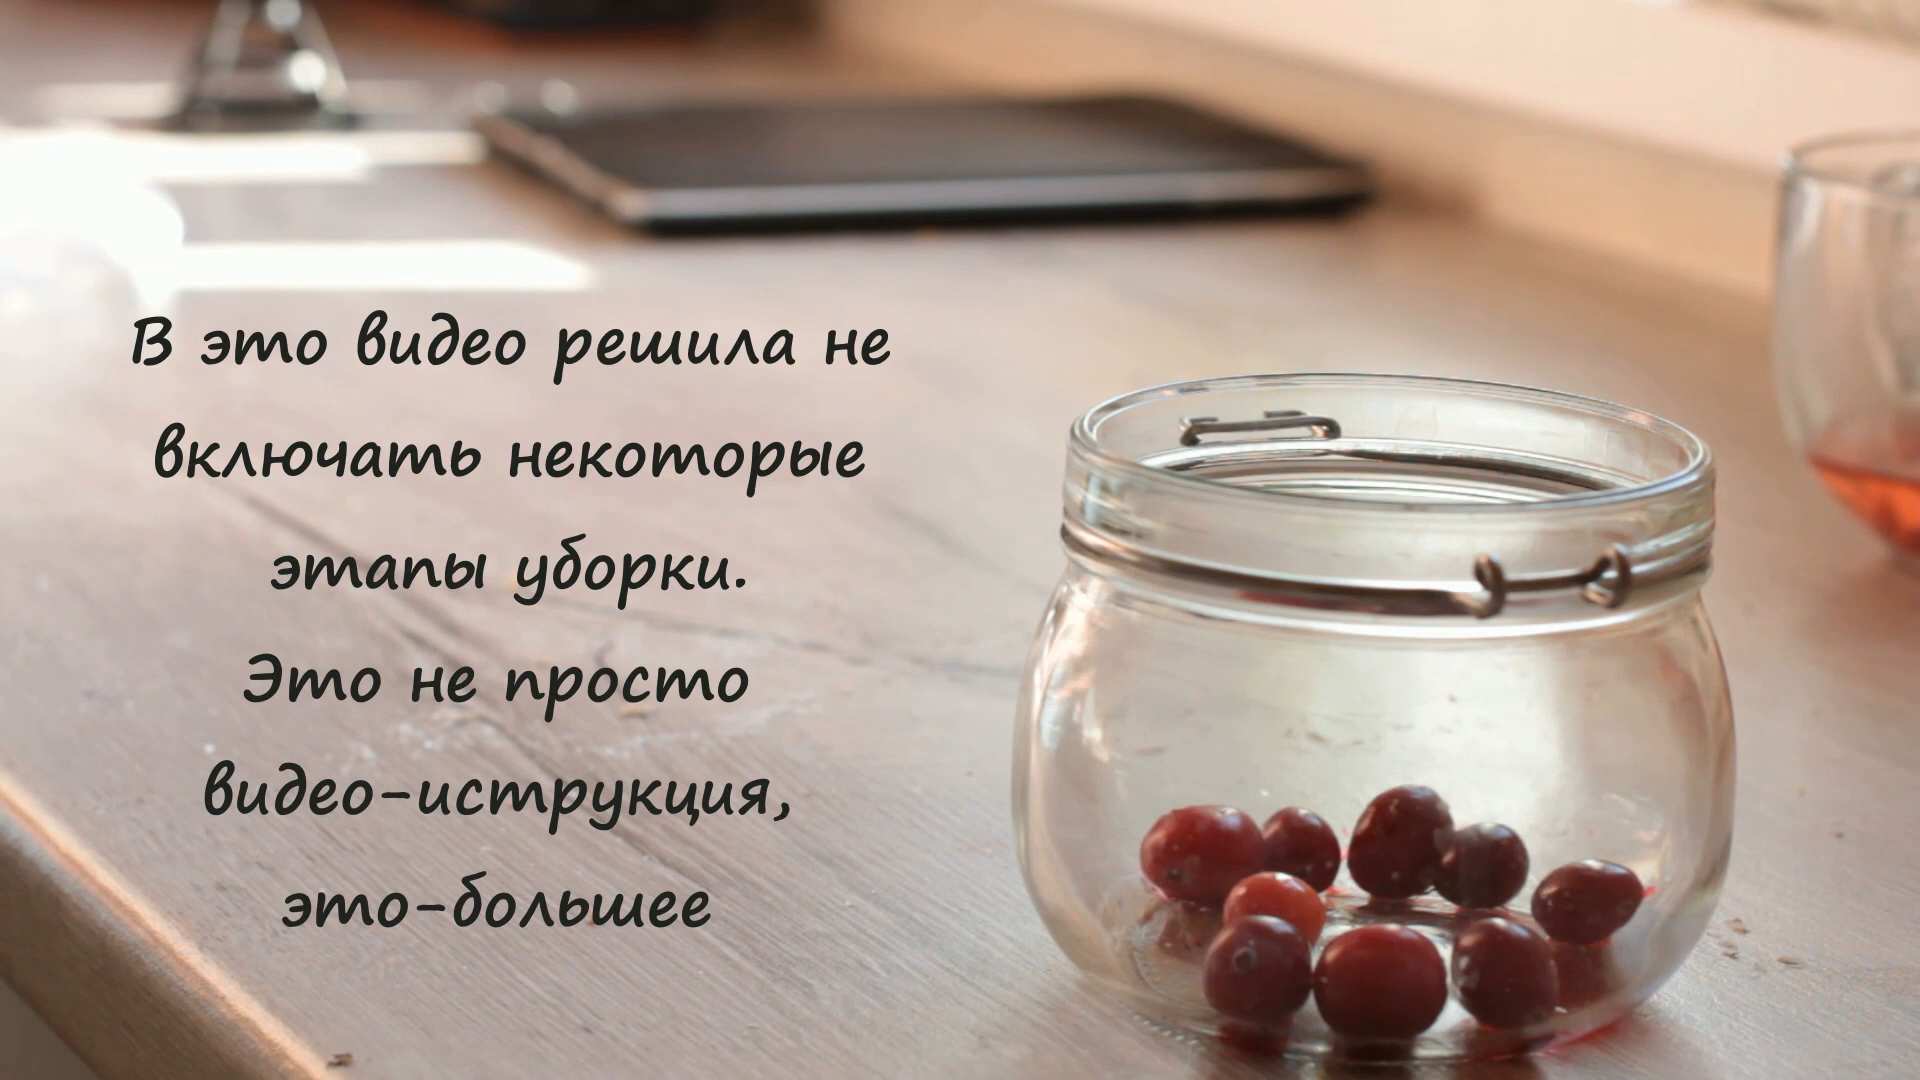 В это видео решила не
включать некоторые
этапы уборки.
Это не просто
видео-иструкция,
это-большее